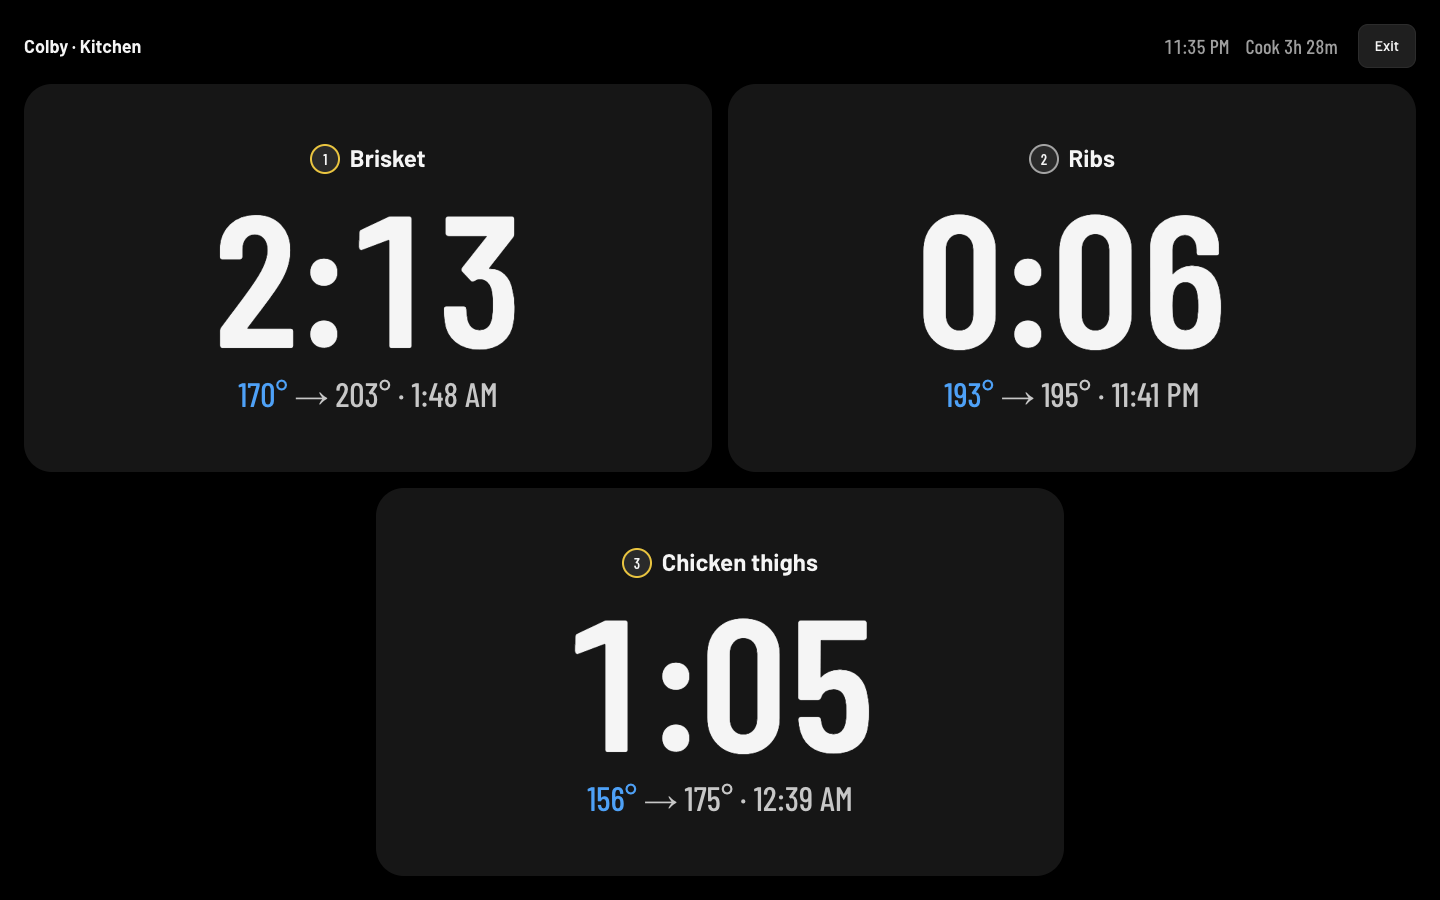 Colby · Kitchen
11:35 PM Cook 3h 28m Exit
1 Brisket
2:13
170° → 203° · 1:48 AM
2 Ribs
0:06
193° → 195° · 11:41 PM
3 Chicken thighs
1:05
156° → 175° · 12:39 AM